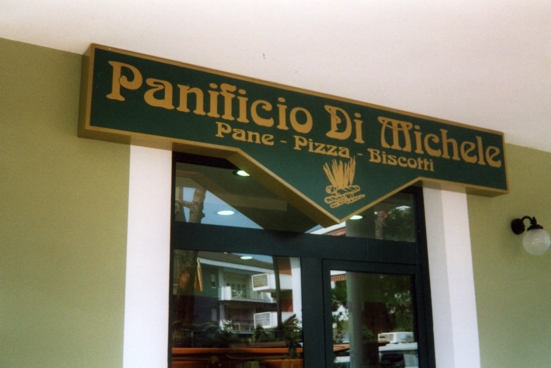 Panificio Di Michele
Pane - Pizza - Biscotti